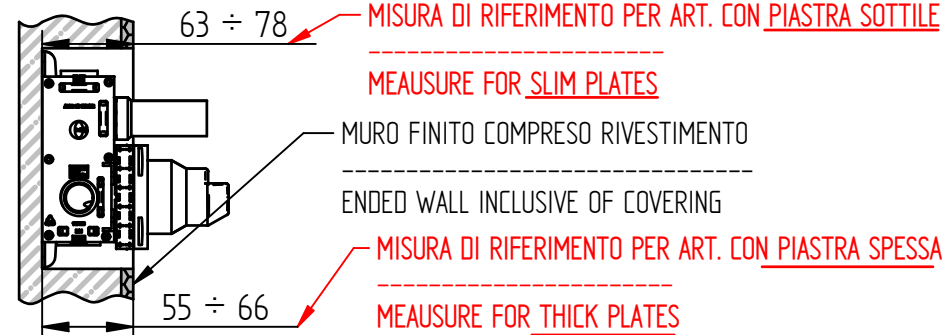 63 ÷ 78
MISURA DI RIFERIMENTO PER ART. CON PIASTRA SOTTILE
MEAUSURE FOR SLIM PLATES
MURO FINITO COMPRESO RIVESTIMENTO
ENDED WALL INCLUSIVE OF COVERING
MISURA DI RIFERIMENTO PER ART. CON PIASTRA SPESSA
55 ÷ 66
MEAUSURE FOR THICK PLATES